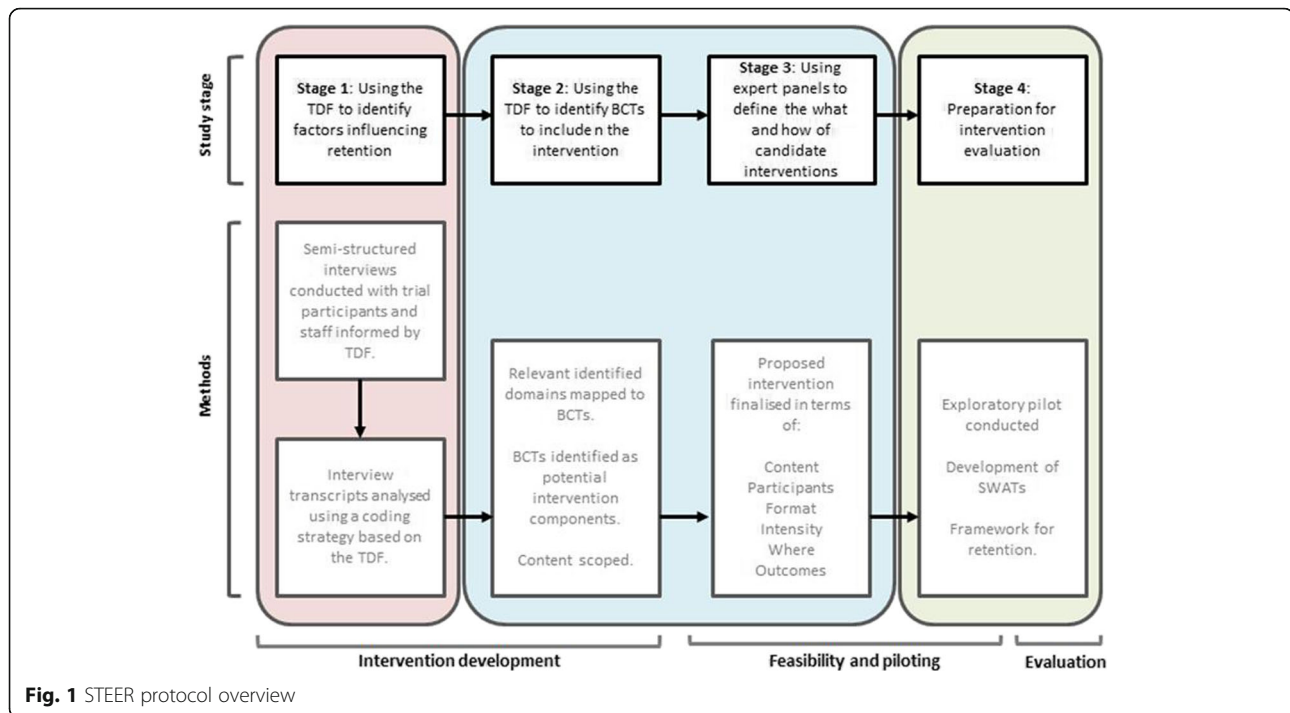 Study stage
Stage 1: Using the
TDF to identify
factors influencing
retention
Stage 2: Using the
TDF to identify BCTs
to include n the
intervention
Stage 3: Using
expert panels to
define the what
and how of
candidate
interventions
Stage 4:
Preparation for
intervention
evaluation
Methods
Semi-structured
interviews
conducted with trial
participants and
staff informed by
TDF.
Interview
transcripts analysed
using a coding
strategy based on
the TDF.
Relevant identified
domains mapped to
BCTs.
BCTs identified as
potential
intervention
components.
Content scoped.
Proposed
intervention
finalised in terms
of:
Content
Participants
Format
Intensity
Where
Outcomes
Exploratory pilot
conducted
Development of
SWATs
Framework for
retention.
Intervention development
Feasibility and piloting
Evaluation
Fig. 1 STEER protocol overview